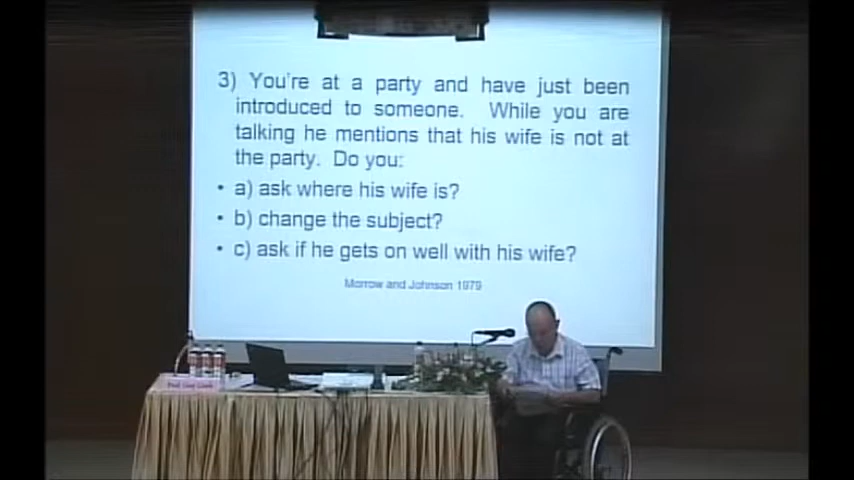 3) You're at a party and have just been
introduced to someone. While you are
talking he mentions that his wife is not at
the party. Do you:
• a) ask where his wife is?
• b) change the subject?
• c) ask if he gets on well with his wife?
Morrow and Johnson 1979
Prof.